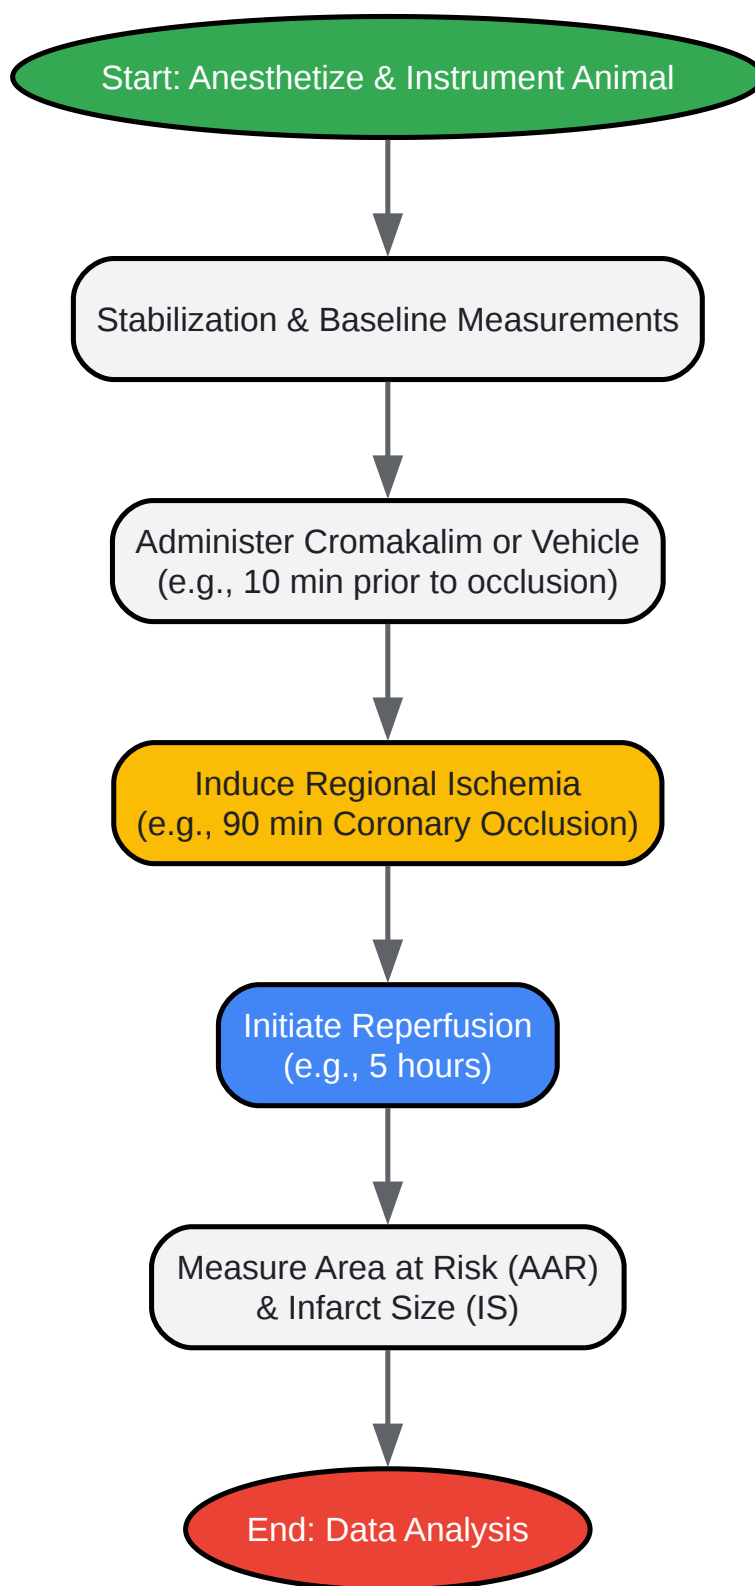 Start: Anesthetize & Instrument Animal
Stabilization & Baseline Measurements
Administer Cromakalim or Vehicle
(e.g., 10 min prior to occlusion)
Induce Regional Ischemia
(e.g., 90 min Coronary Occlusion)
Initiate Reperfusion
(e.g., 5 hours)
Measure Area at Risk (AAR)
& Infarct Size (IS)
End: Data Analysis